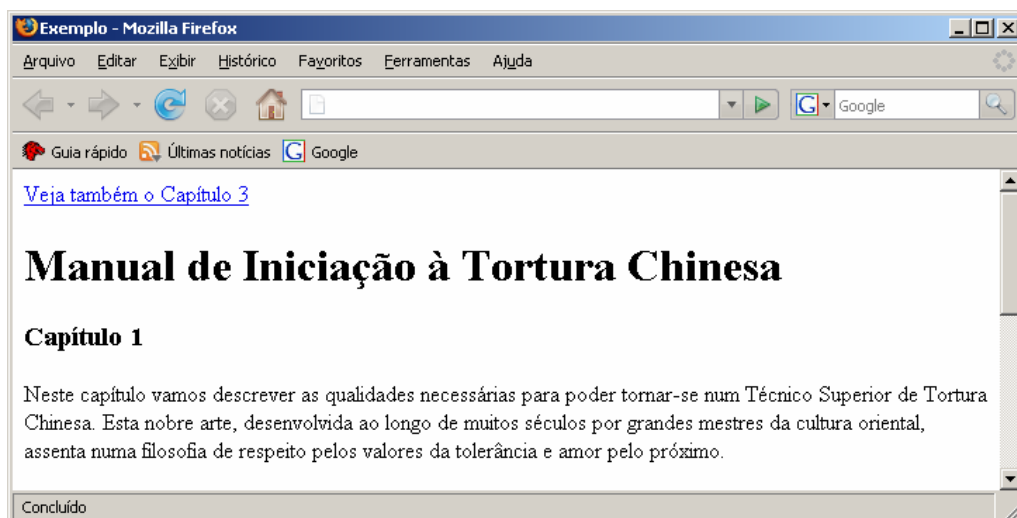 Exemplo - Mozilla Firefox
Arquivo Editar Exibir Histórico Favoritos Ferramentas Ajuda
G Google
Guia rápido Últimas notícias G Google
Veja também o Capítulo 3
Manual de Iniciação à Tortura Chinesa
Capítulo 1
Neste capítulo vamos descrever as qualidades necessárias para poder tornar-se num Técnico Superior de Tortura
Chinesa. Esta nobre arte, desenvolvida ao longo de muitos séculos por grandes mestres da cultura oriental,
assenta numa filosofia de respeito pelos valores da tolerância e amor pelo próximo.
Concluído